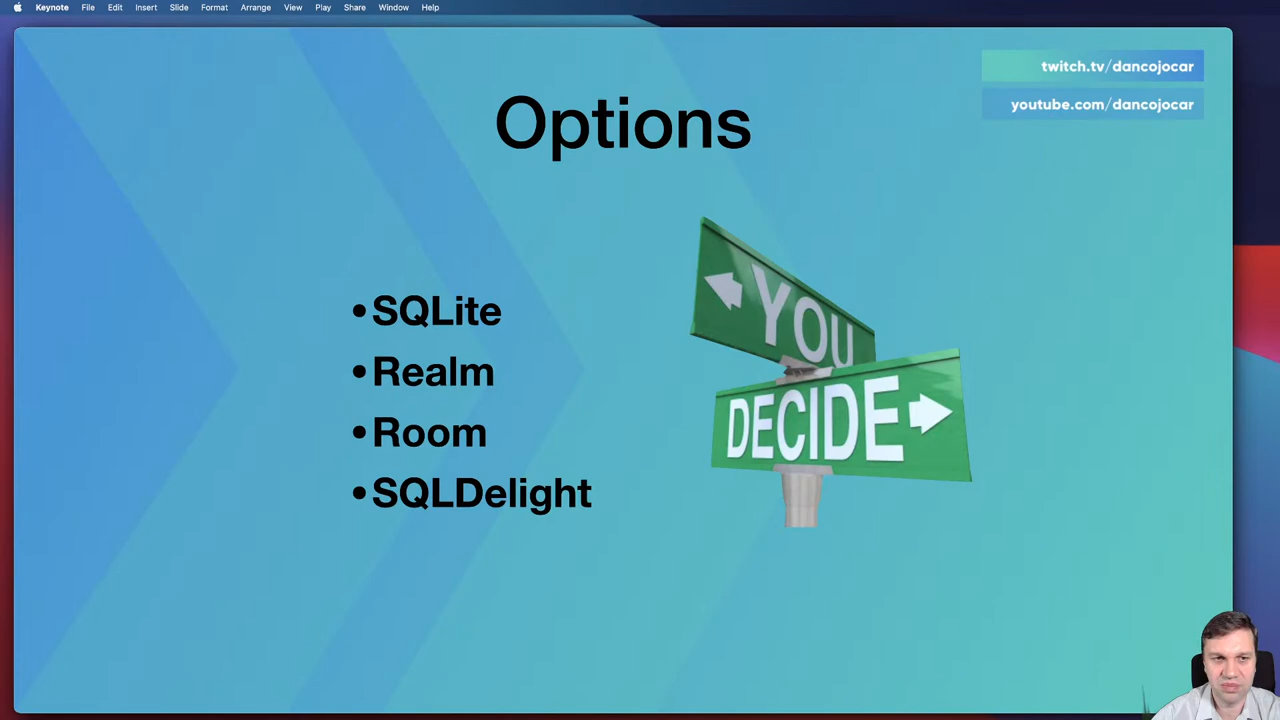 Keynote File Edit Insert Slide Format Arrange View Play Share Window Help
twitch.tv/dancojocar
youtube.com/dancojocar
Options
•SQLite
•Realm
•Room
•SQLDelight
YOU
DECIDE